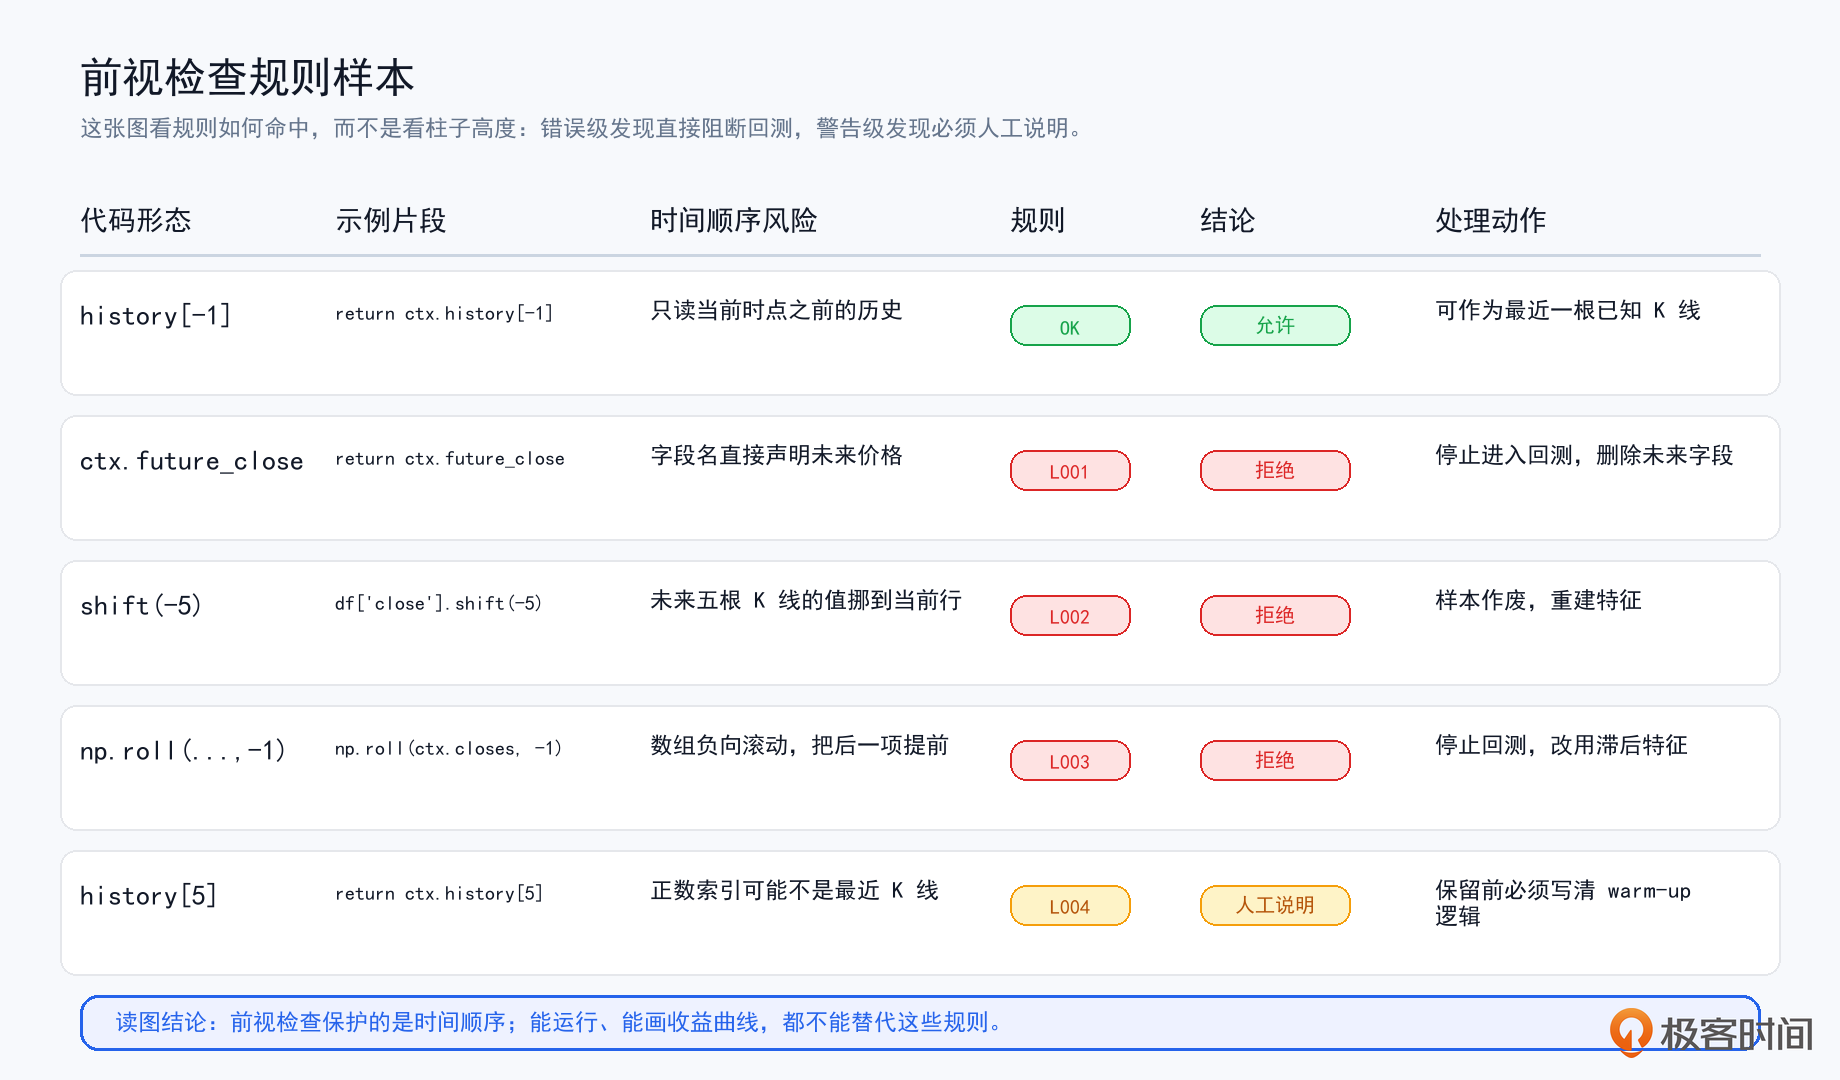 前视检查规则样本
这张图看规则如何命中，而不是看柱子高度：错误级发现直接阻断回测，警告级发现必须人工说明。
代码形态 示例片段 时间顺序风险 规则 结论 处理动作
history[-1] return ctx.history[-1] 只读当前时点之前的历史 OK 允许 可作为最近一根已知 K 线
ctx.future_close return ctx.future_close 字段名直接声明未来价格 L001 拒绝 停止进入回测，删除未来字段
shift(-5) df['close'].shift(-5) 未来五根 K 线的值挪到当前行 L002 拒绝 样本作废，重建特征
np.roll(...,-1) np.roll(ctx.closes, -1) 数组负向滚动，把后一项提前 L003 拒绝 停止回测，改用滞后特征
history[5] return ctx.history[5] 正数索引可能不是最近 K 线 L004 人工说明 保留前必须写清 warm-up
逻辑
读图结论：前视检查保护的是时间顺序；能运行、能画收益曲线，都不能替代这些规则。
极客时间